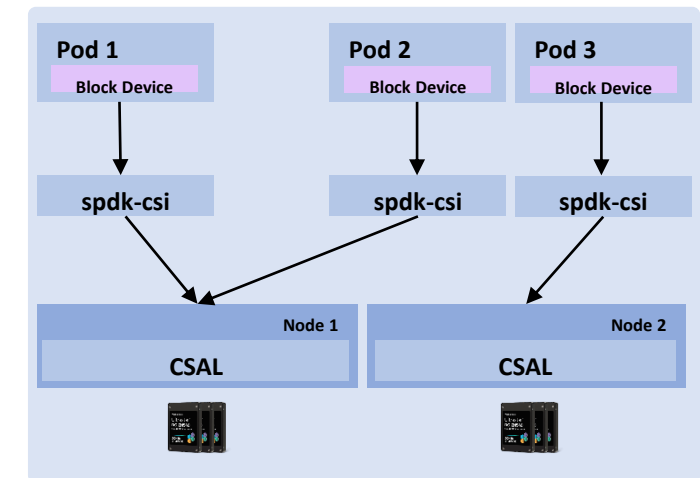 Pod 1
Block Device
Pod 2
Block Device
Pod 3
Block Device
spdk-csi
spdk-csi
spdk-csi
Node 1
CSAL
Node 2
CSAL